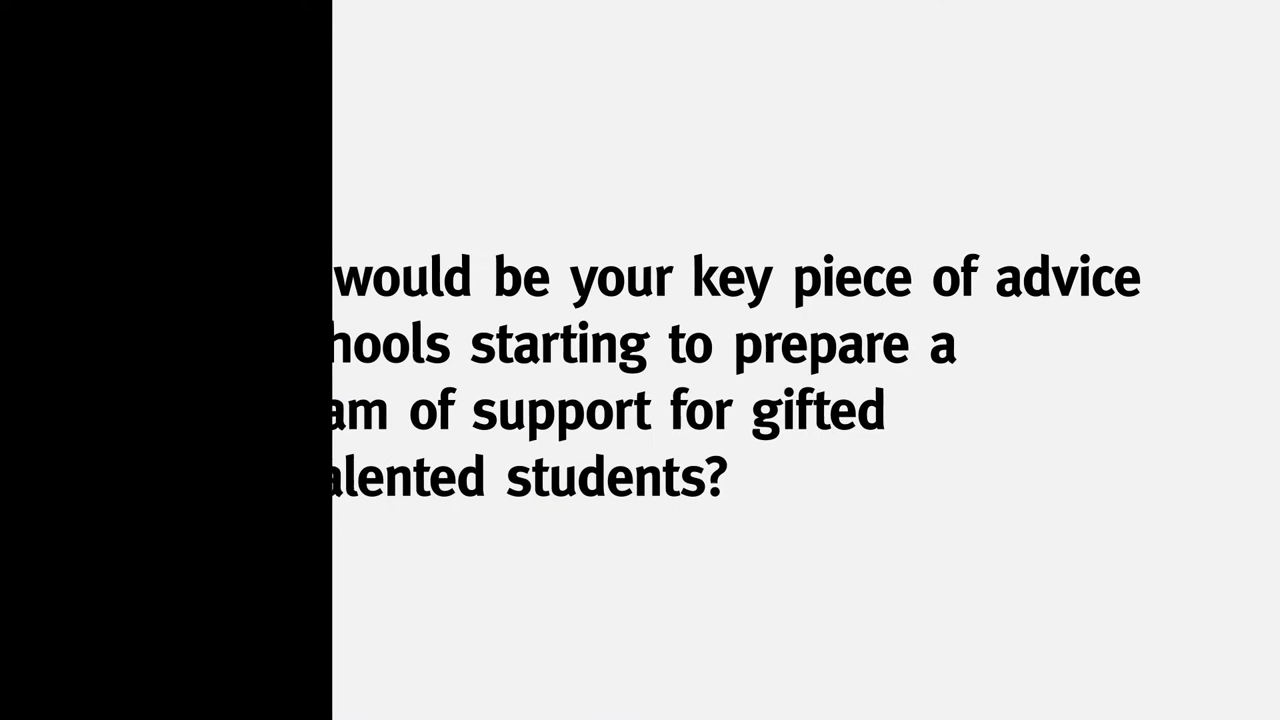 would be your key piece of advice
hools starting to prepare a
am of support for gifted
alented students?